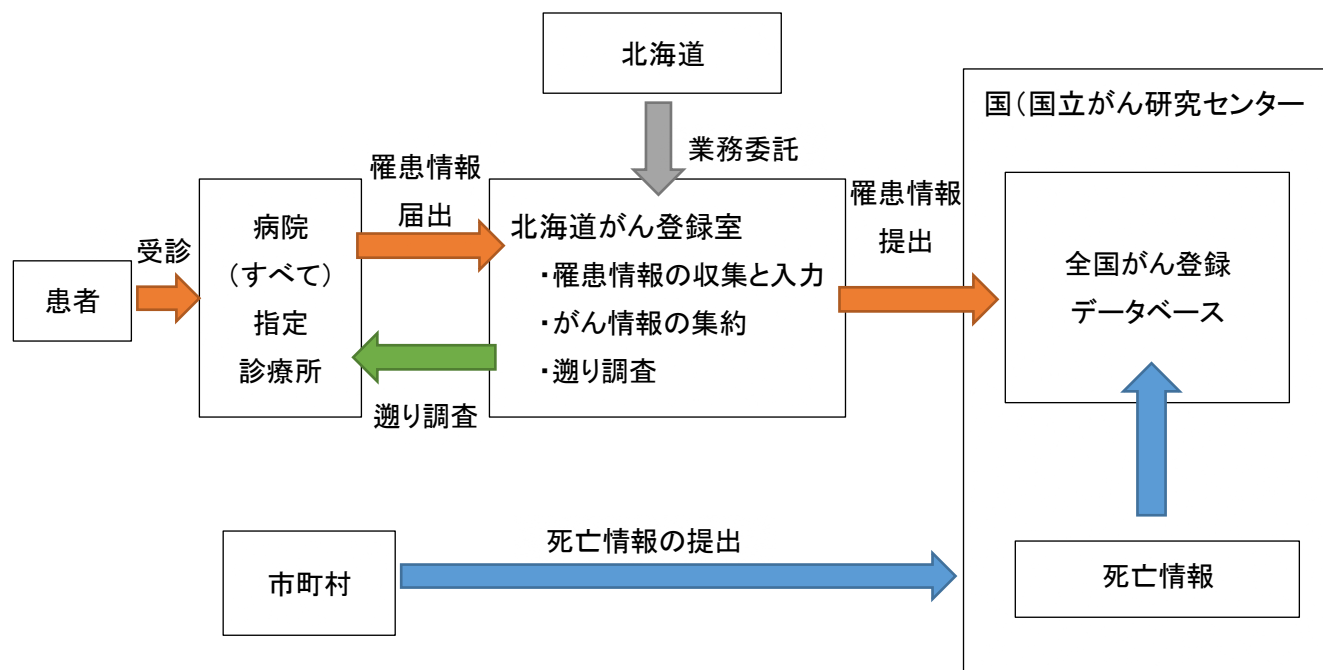 北海道
国(国立がん研究センター
業務委託
罹患情報
届出
罹患情報
提出
病院
(すべて)
指定
診療所
北海道がん登録室
・罹患情報の収集と入力
・がん情報の集約
・遡り調査
受診
患者
全国がん登録
データベース
遡り調査
死亡情報の提出
市町村
死亡情報